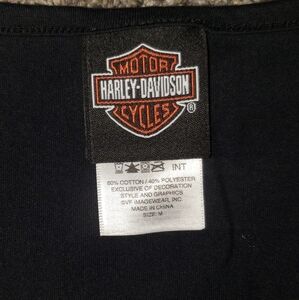 MOTOR
HARLEY-DAVIDSON
CYCLES
®
INT
60% COTTON / 40% POLYESTER
EXCLUSIVE OF DECORATION
STYLE AND GRAPHICS
©VF IMAGEWEAR, INC.
MADE IN CHINA
SIZE: M